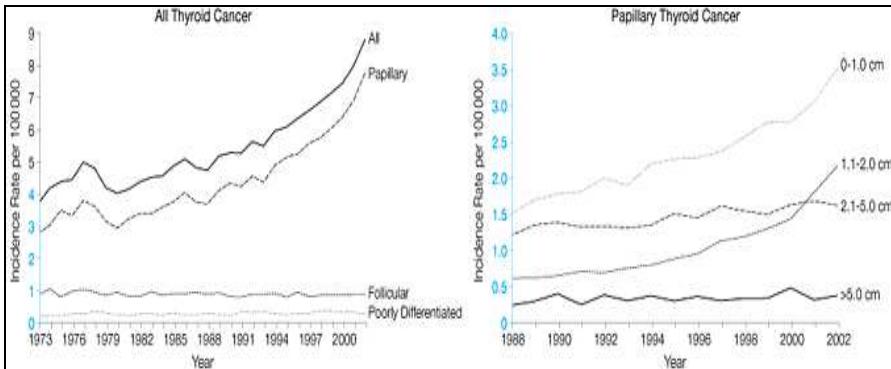 All Thyroid Cancer
Incidence Rate per 100 000
9
8
7
6
5
4
3
2
1
0
All
Papillary
Follicular
Poorly Differentiated
1973 1976 1979 1982 1985 1988 1991 1994 1997 2000
Year
Papillary Thyroid Cancer
Incidence Rate per 100 000
4.0
3.5
3.0
2.5
2.0
1.5
1.0
0.5
0
0-1.0 cm
1.1-2.0 cm
2.1-5.0 cm
>5.0 cm
1988 1990 1992 1994 1996 1998 2000 2002
Year